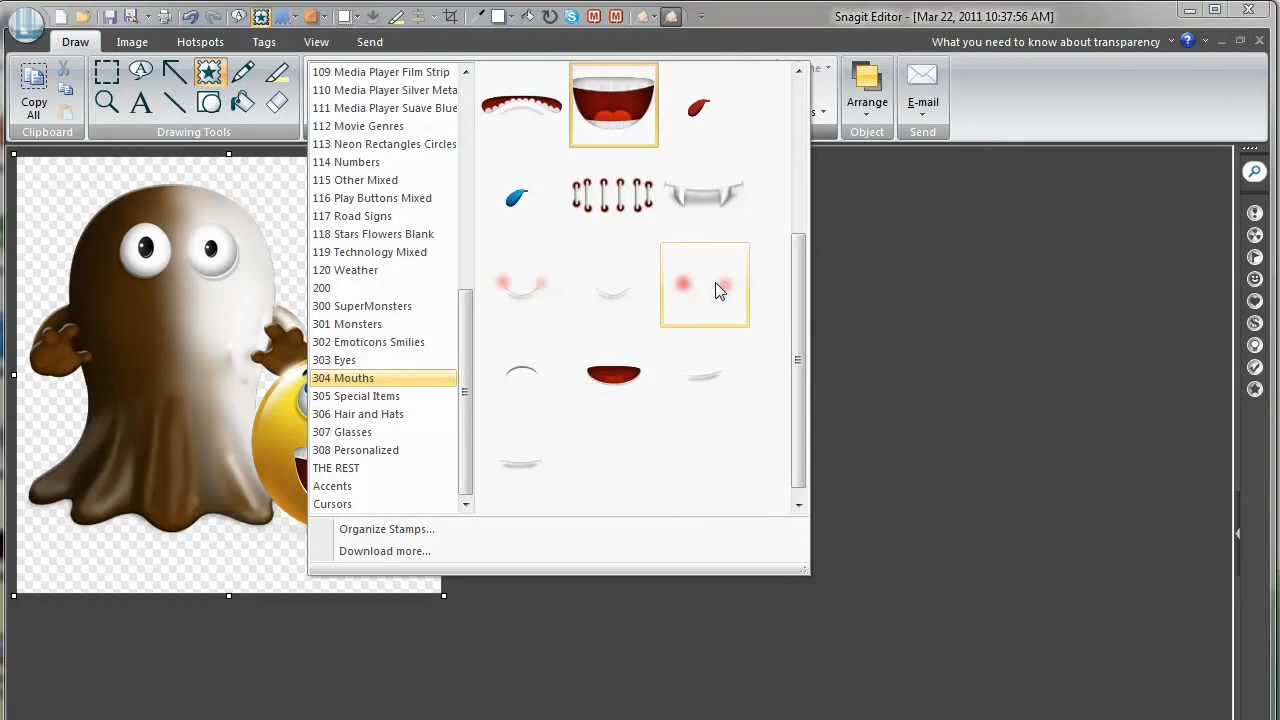 Snagit Editor - [Mar 22, 2011 10:37:56 AM]
Draw
Image
Hotspots
Tags
View
Send
What you need to know about transparency
Copy
All
Clipboard
Drawing Tools
Arrange
Object
E-mail
Send
109 Media Player Film Strip
110 Media Player Silver Meta
111 Media Player Suave Blue
112 Movie Genres
113 Neon Rectangles Circles
114 Numbers
115 Other Mixed
116 Play Buttons Mixed
117 Road Signs
118 Stars Flowers Blank
119 Technology Mixed
120 Weather
200
300 SuperMonsters
301 Monsters
302 Emoticons Smilies
303 Eyes
304 Mouths
305 Special Items
306 Hair and Hats
307 Glasses
308 Personalized
THE REST
Accents
Cursors
Organize Stamps...
Download more...